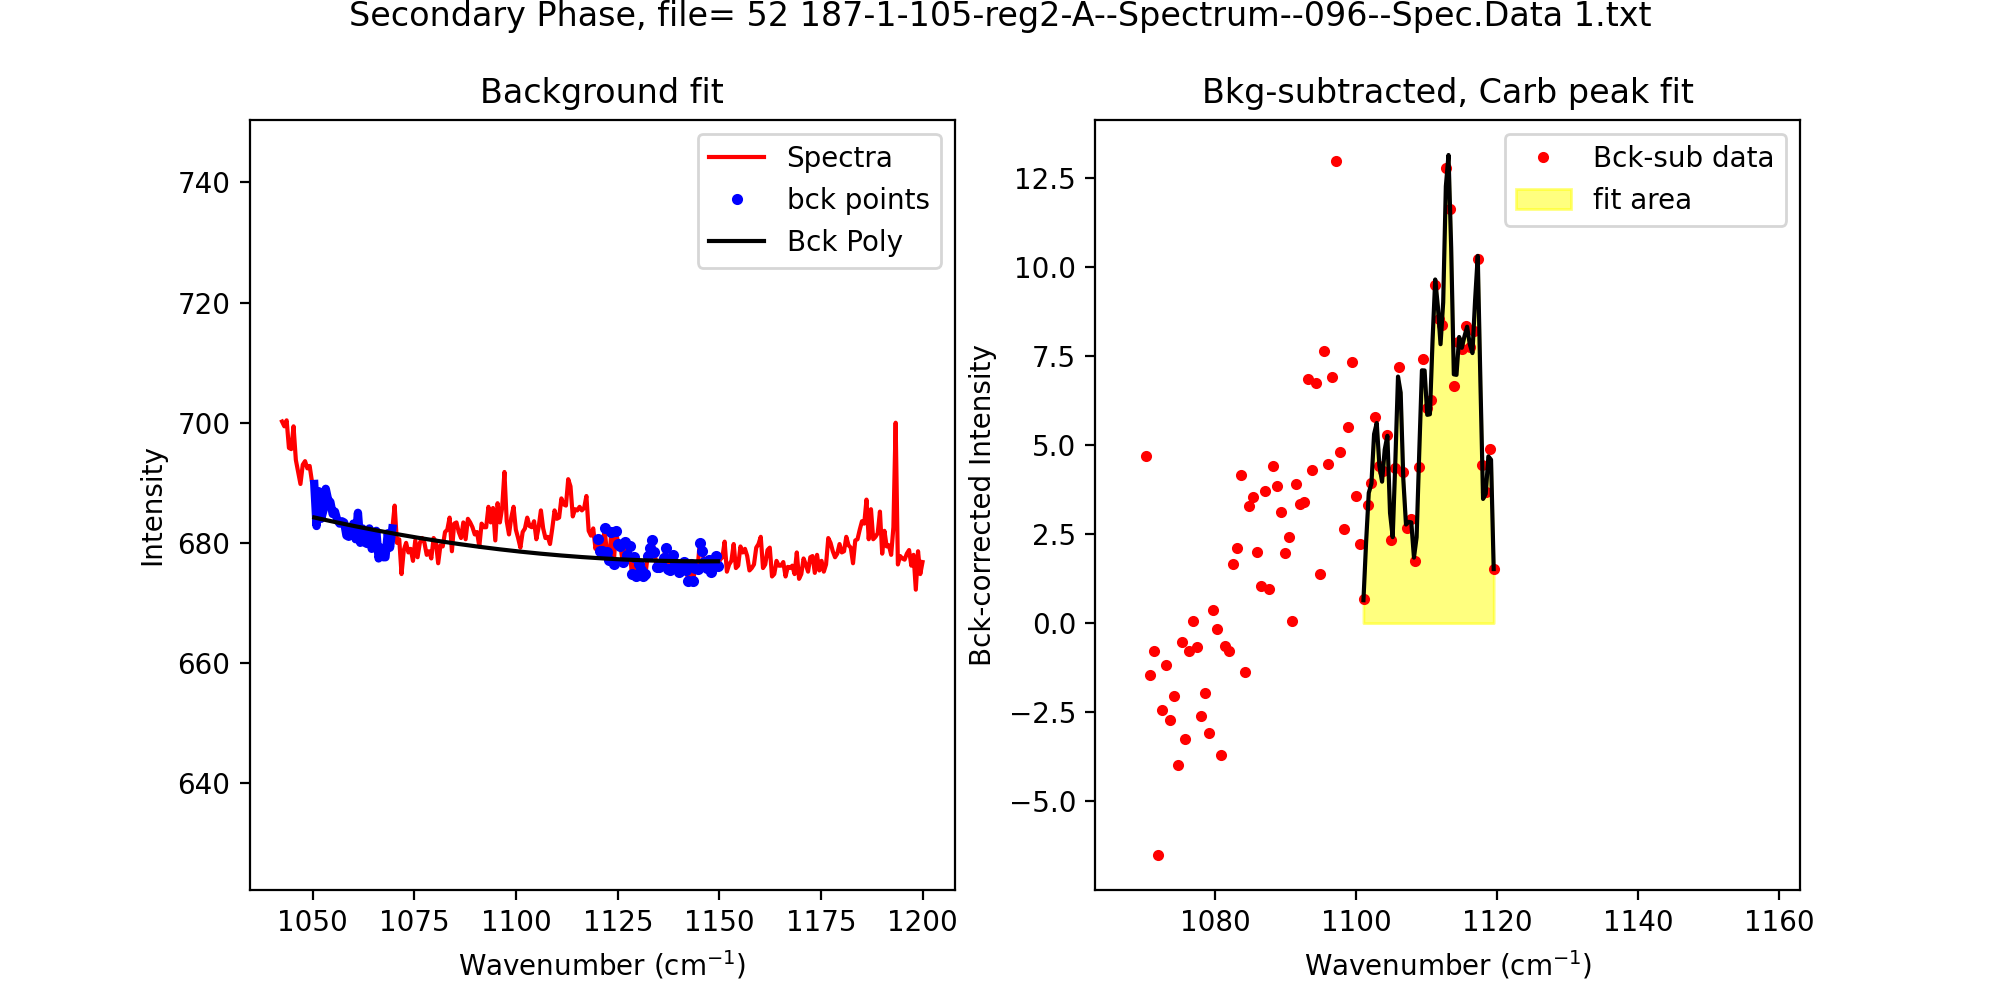 Secondary Phase, file= 52 187-1-105-reg2-A--Spectrum--096--Spec.Data 1.txt
Background fit
Spectra
bck points
Bck Poly
740
720
700
680
660
640
Intensity
1050 1075 1100 1125 1150 1175 1200
Wavenumber (cm⁻¹)
Bkg-subtracted, Carb peak fit
Bck-sub data
fit area
12.5
10.0
7.5
5.0
2.5
0.0
−2.5
−5.0
Bck-corrected Intensity
1080 1100 1120 1140 1160
Wavenumber (cm⁻¹)